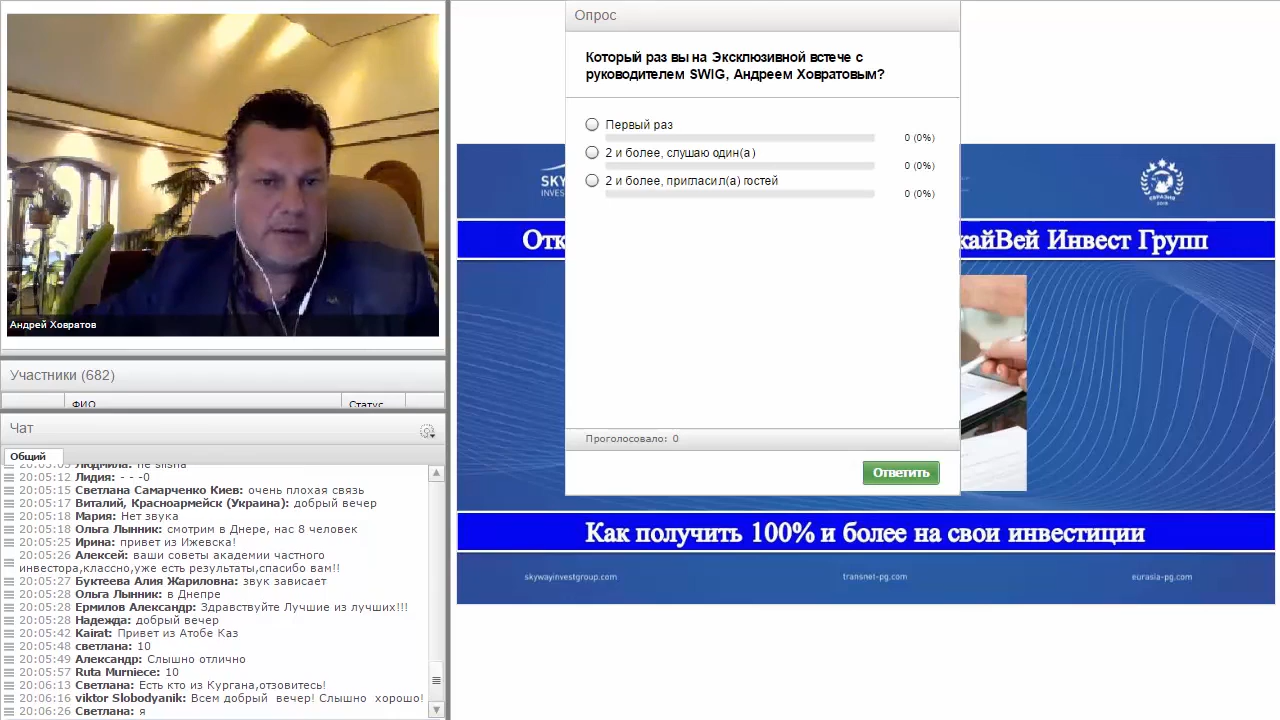 Андрей Ховратов
Участники (682)
ФИО
Статус
Чат
Общий
20:05:05 Людмила: ne slisna
20:05:12 Лидия: - - -0
20:05:15 Светлана Самарченко Киев: очень плохая связь
20:05:17 Виталий, Красноармейск (Украина): добрый вечер
20:05:18 Мария: Нет звука
20:05:18 Ольга Лынник: смотрим в Днере, нас 8 человек
20:05:25 Ирина: привет из Ижевска!
20:05:26 Алексей: ваши советы академии частного
инвестора,классно,уже есть результаты,спасибо вам!!
20:05:27 Буктеева Алия Жариловна: звук зависает
20:05:28 Ольга Лынник: в Днепре
20:05:28 Ермилов Александр: Здравствуйте Лучшие из лучших!!!
20:05:28 Надежда: добрый вечер
20:05:42 Kairat: Привет из Атобе Каз
20:05:48 светлана: 10
20:05:49 Александр: Слышно отлично
20:05:57 Ruta Murniece: 10
20:06:13 Светлана: Есть кто из Кургана,отзовитесь!
20:06:16 viktor Slobodyanik: Всем добрый вечер! Слышно хорошо!
20:06:26 Светлана: я
Опрос
Который раз вы на Эксклюзивной встече с
руководителем SWIG, Андреем Ховратовым?
Первый раз
0 (0%)
2 и более, слушаю один(а)
0 (0%)
2 и более, пригласил(а) гостей
0 (0%)
Проголосовало: 0
Ответить
SKY
INVES
ЕВРАЗИЯ
Отк
кайВей Инвест Групп
Как получить 100% и более на свои инвестиции
skywayinvestgroup.com
transnet-pg.com
eurasia-pg.com